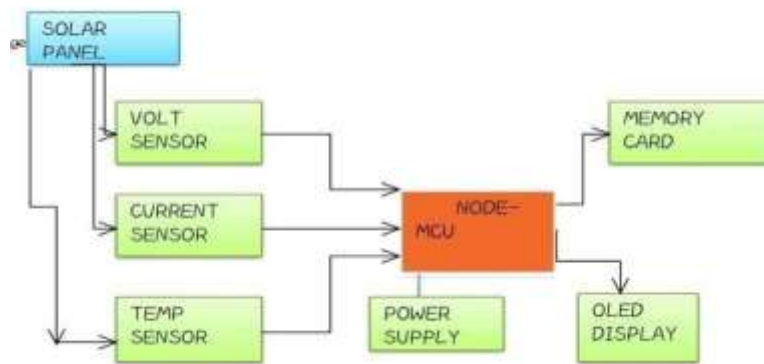 SOLAR
PANEL
VOLT
SENSOR
MEMORY
CARD
CURRENT
SENSOR
NODE-
MCU
TEMP
SENSOR
POWER
SUPPLY
OLED
DISPLAY